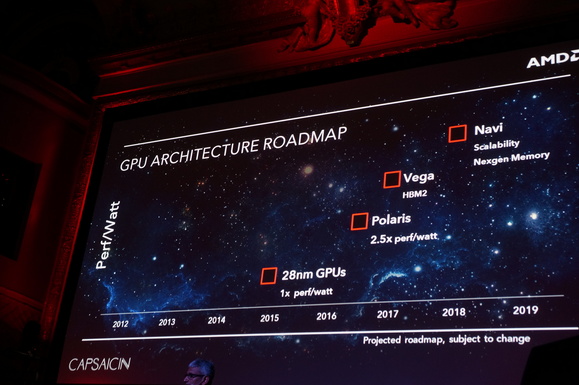 AMD
GPU ARCHITECTURE ROADMAP
Navi
Scalability
Nexgen Memory
Vega
HBM2
Polaris
2.5x perf/watt
28nm GPUs
1x perf/watt
Perf/Watt
2012 2013 2014 2015 2016 2017 2018 2019
Projected roadmap, subject to change
CAPSAICIN